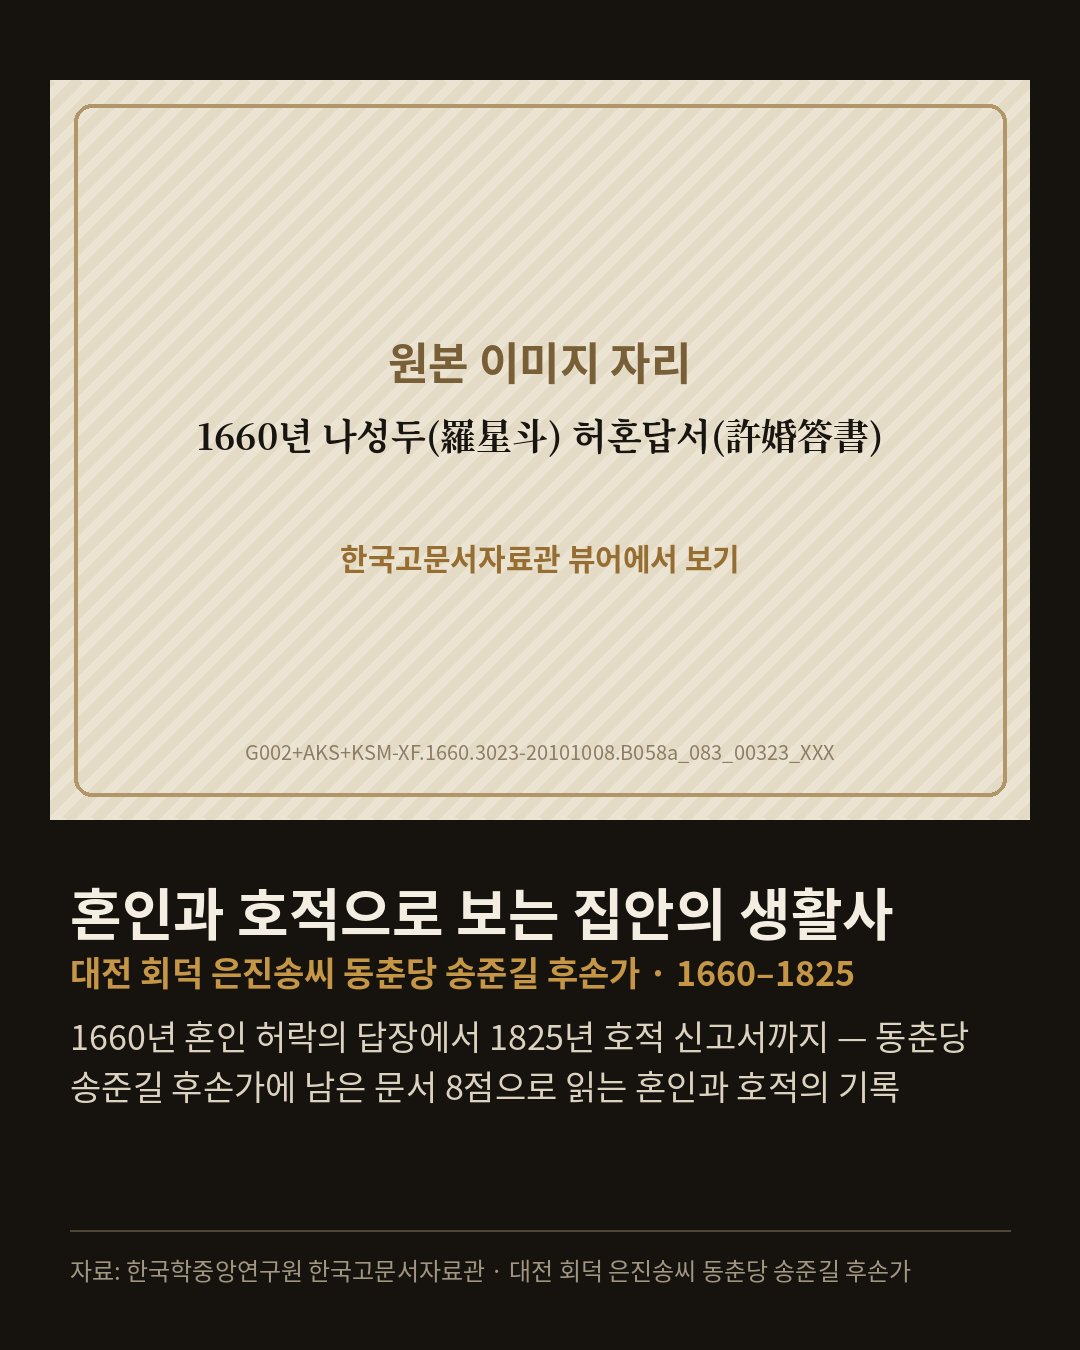 원본 이미지 자리
1660년 나성두(羅星斗) 허혼답서(許婚答書)
한국고문서자료관 뷰어에서 보기
G002+AKS+KSM-XF.1660.3023-20101008.B058a_083_00323_XXX
혼인과 호적으로 보는 집안의 생활사
대전 회덕 은진송씨 동춘당 송준길 후손가 · 1660–1825
1660년 혼인 허락의 답장에서 1825년 호적 신고서까지 — 동춘당
송준길 후손가에 남은 문서 8점으로 읽는 혼인과 호적의 기록
자료: 한국학중앙연구원 한국고문서자료관 · 대전 회덕 은진송씨 동춘당 송준길 후손가